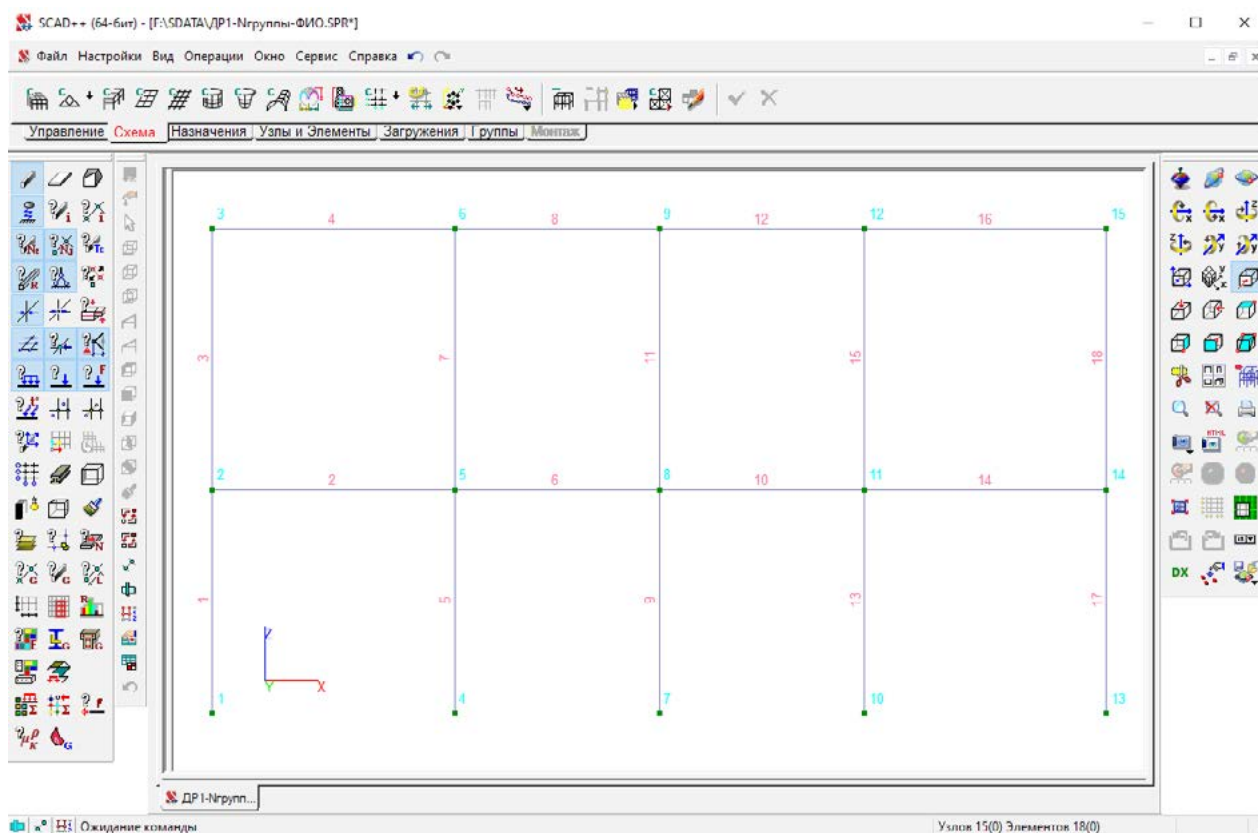 SCAD++ (64-бит) - [F:\SDATA\ДР1-Nгруппы-ФИО.SPR*]
Файл Настройки Вид Операции Окно Сервис Справка
Управление Схема Назначения Узлы и Элементы Загружения Группы Монтаж
3 4 6 8 9 12 12 16 15
3 7 11 15 18
2 2 5 6 8 10 11 14 14
1 5 9 13 17
Z
Y X
1 4 7 10 13
HTML
DX
ДР1-Nгрупп...
Ожидание команды Узлов 15(0) Элементов 18(0)